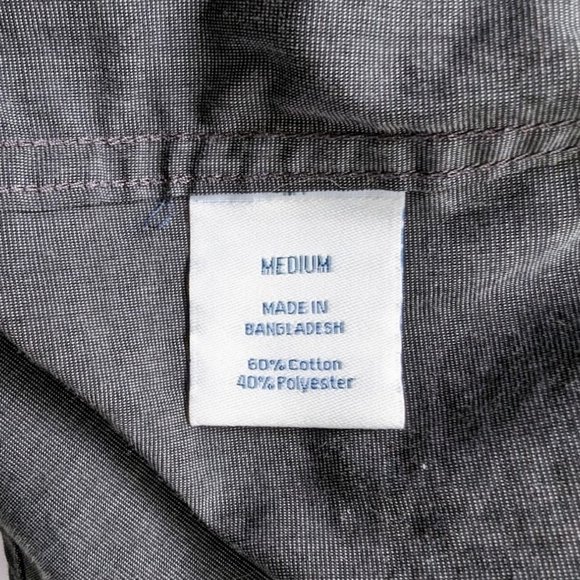 MEDIUM
MADE IN
BANGLADESH
60% Cotton
40% Polyester